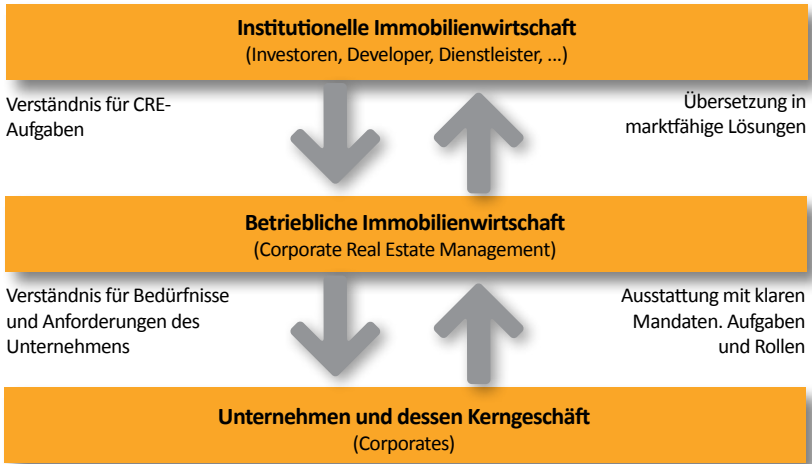 Institutionelle Immobilienwirtschaft
(Investoren, Developer, Dienstleister, ...)
Verständnis für CRE-
Aufgaben
Übersetzung in
marktfähige Lösungen
Betriebliche Immobilienwirtschaft
(Corporate Real Estate Management)
Verständnis für Bedürfnisse
und Anforderungen des
Unternehmens
Ausstattung mit klaren
Mandaten. Aufgaben
und Rollen
Unternehmen und dessen Kerngeschäft
(Corporates)